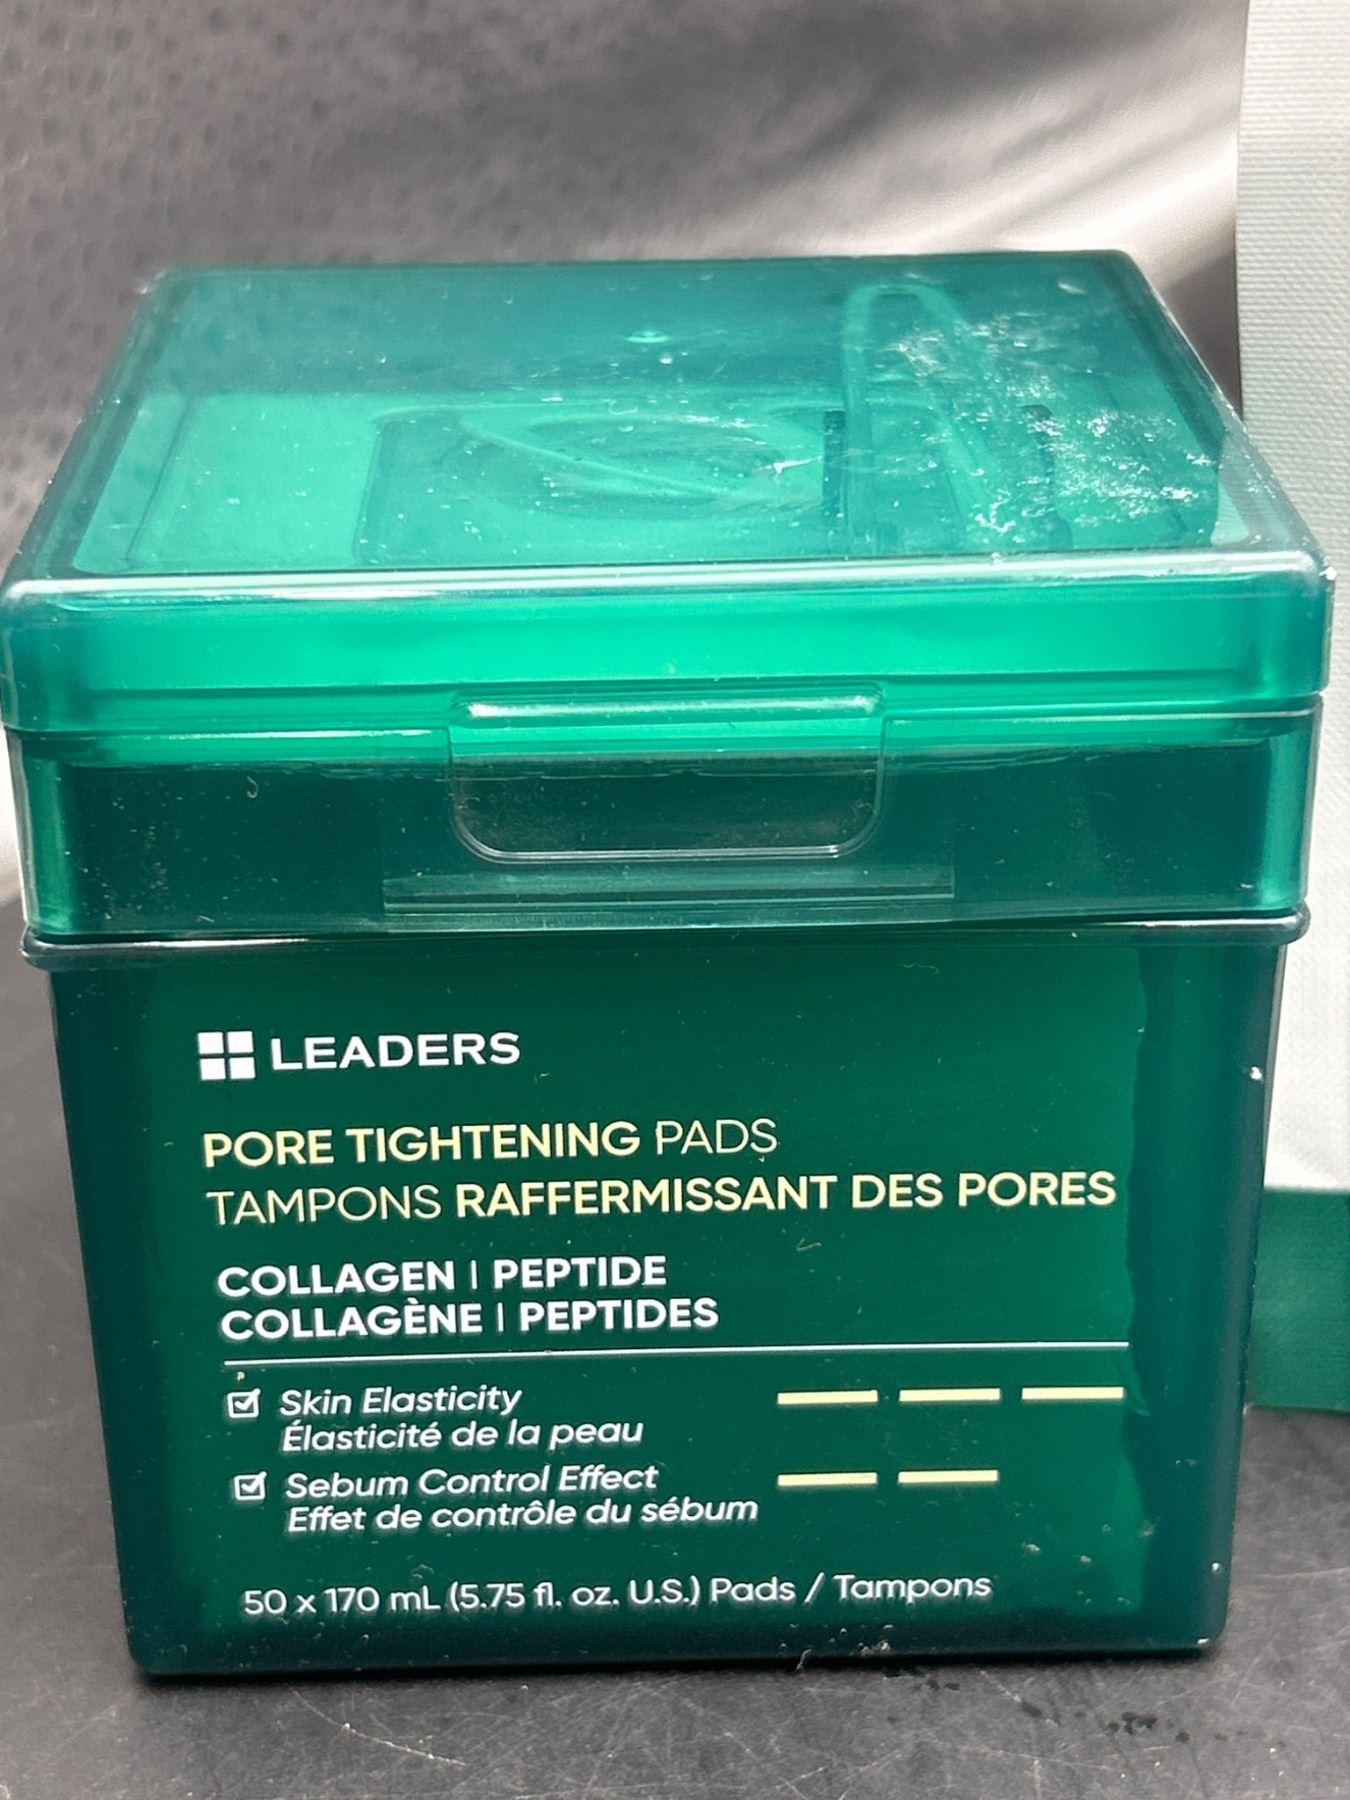 LEADERS
PORE TIGHTENING PADS
TAMPONS RAFFERMISSANT DES PORES
COLLAGEN | PEPTIDE
COLLAGÈNE | PEPTIDES
Skin Elasticity
Élasticité de la peau
Sebum Control Effect
Effet de contrôle du sébum
50 x 170 mL (5.75 fl. oz. U.S.) Pads / Tampons